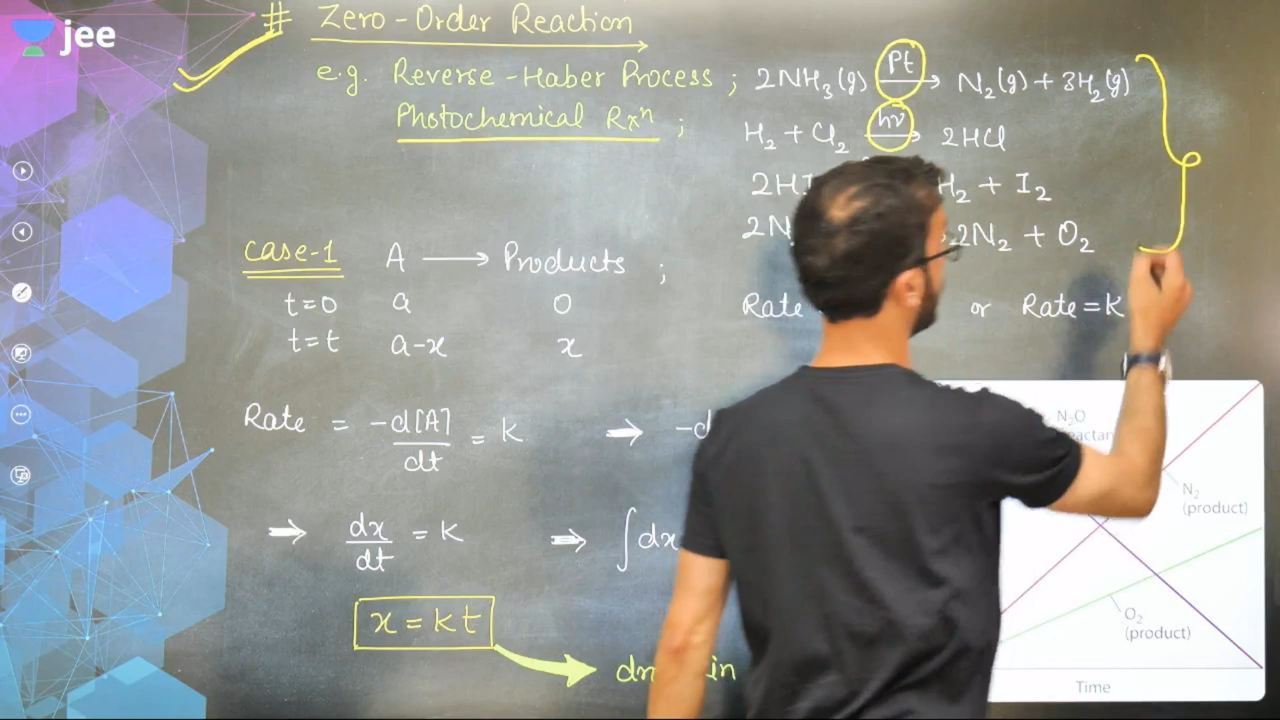 jee
# Zero-Order Reaction
e.g. Reverse-Haber Process ; 2NH₃(g) Pt→ N₂(g) + 3H₂(g)
Photochemical Rxⁿ ; H₂ + Cl₂ hν→ 2HCl
2HI H₂ + I₂
2N 2N₂ + O₂
case-1 A ⟶ Products ;
t=0 a 0
t=t a-x x
Rate or Rate = K
Rate = -d[A]/dt = K ⇒ -d
⇒ dx/dt = K ⇒ ∫dx
x = kt
in
N₂O
N₂
(product)
O₂
(product)
Time